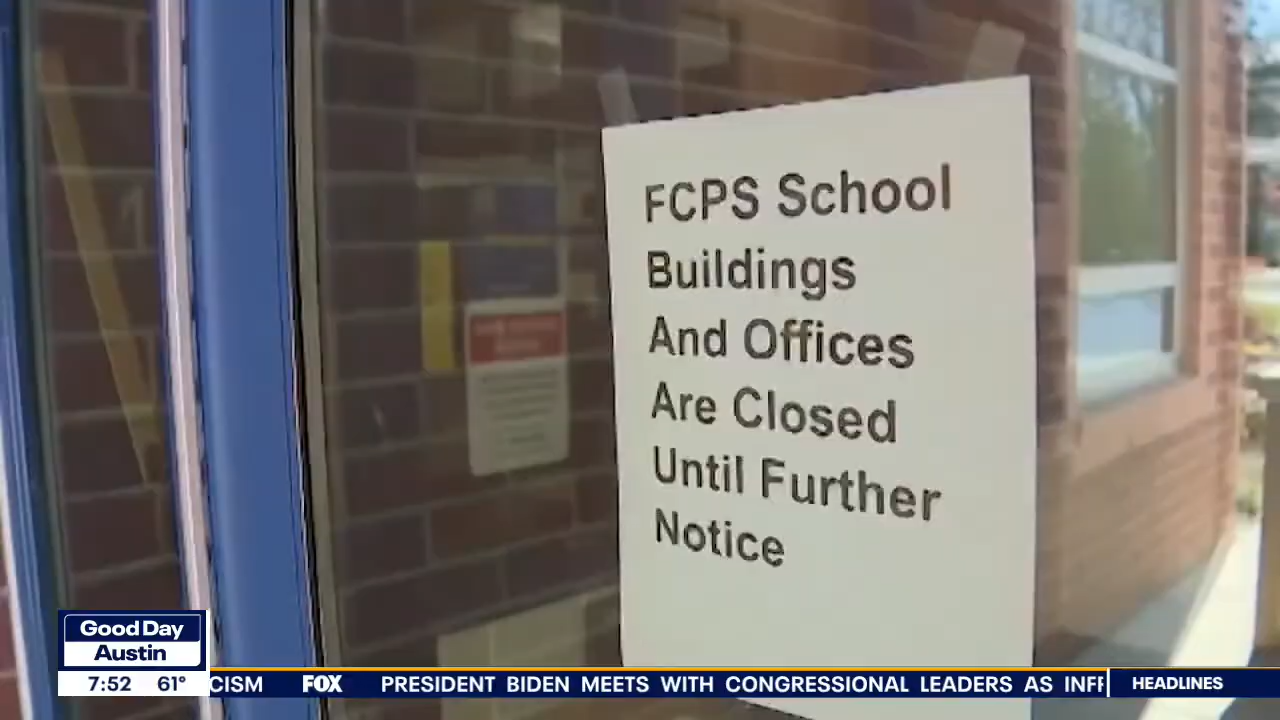 FCPS School
Buildings
And Offices
Are Closed
Until Further
Notice
Good Day
Austin
7:52 61°
CISM FOX PRESIDENT BIDEN MEETS WITH CONGRESSIONAL LEADERS AS INFR
HEADLINES